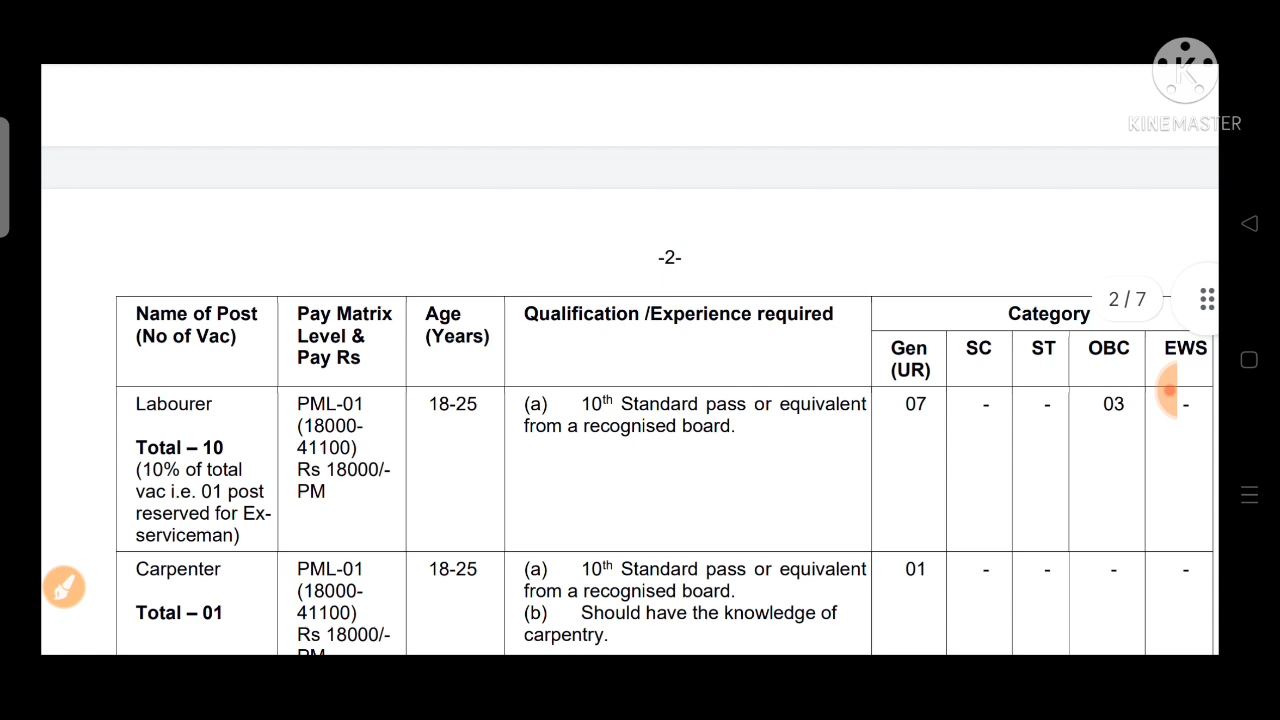 K
KINEMASTER
-2-
2 / 7
Name of Post
(No of Vac)
Pay Matrix
Level &
Pay Rs
Age
(Years)
Qualification /Experience required
Category
Gen
(UR)
SC
ST
OBC
EWS
Labourer
Total – 10
(10% of total
vac i.e. 01 post
reserved for Ex-
serviceman)
PML-01
(18000-
41100)
Rs 18000/-
PM
18-25
(a) 10th Standard pass or equivalent
from a recognised board.
07
-
-
03
-
Carpenter
Total – 01
PML-01
(18000-
41100)
Rs 18000/-
PM
18-25
(a) 10th Standard pass or equivalent
from a recognised board.
(b) Should have the knowledge of
carpentry.
01
-
-
-
-